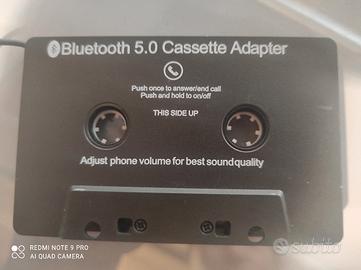 Bluetooth 5.0 Cassette Adapter
Push once to answer/end call
Push and hold to on/off
THIS SIDE UP
Adjust phone volume for best soundquality
REDMI NOTE 9 PRO
AI QUAD CAMERA
subito